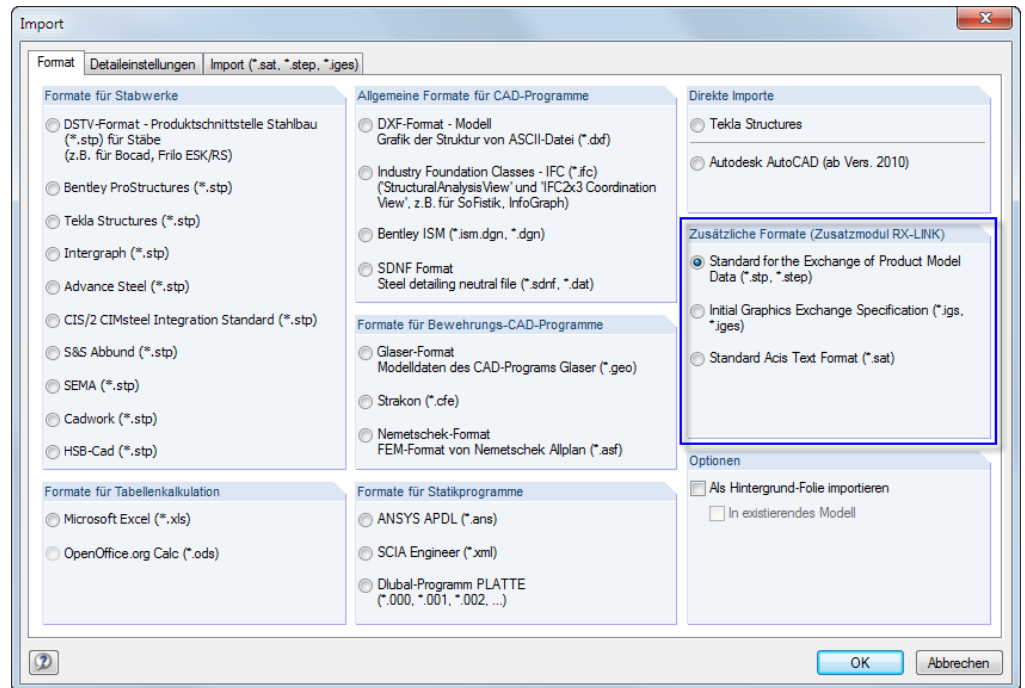 Import
x
Format
Detaileinstellungen
Import (*.sat, *.step, *.iges)
Formate für Stabwerke
DSTV-Format - Produktschnittstelle Stahlbau
(*.stp) für Stäbe
(z.B. für Bocad, Frilo ESK/RS)
Bentley ProStructures (*.stp)
Tekla Structures (*.stp)
Intergraph (*.stp)
Advance Steel (*.stp)
CIS/2 CIMsteel Integration Standard (*.stp)
S&S Abbund (*.stp)
SEMA (*.stp)
Cadwork (*.stp)
HSB-Cad (*.stp)
Formate für Tabellenkalkulation
Microsoft Excel (*.xls)
OpenOffice.org Calc (*.ods)
Allgemeine Formate für CAD-Programme
DXF-Format - Modell
Grafik der Struktur von ASCII-Datei (*.dxf)
Industry Foundation Classes - IFC (*.ifc)
('StructuralAnalysisView' und 'IFC2x3 Coordination
View', z.B. für SoFistik, InfoGraph)
Bentley ISM (*.ism.dgn, *.dgn)
SDNF Format
Steel detailing neutral file (*.sdnf, *.dat)
Formate für Bewehrungs-CAD-Programme
Glaser-Format
Modelldaten des CAD-Programs Glaser (*.geo)
Strakon (*.cfe)
Nemetschek-Format
FEM-Format von Nemetschek Allplan (*.asf)
Formate für Statikprogramme
ANSYS APDL (*.ans)
SCIA Engineer (*.xml)
Dlubal-Programm PLATTE
(*.000, *.001, *.002, ...)
Direkte Importe
Tekla Structures
Autodesk AutoCAD (ab Vers. 2010)
Zusätzliche Formate (Zusatzmodul RX-LINK)
Standard for the Exchange of Product Model
Data (*.stp, *.step)
Initial Graphics Exchange Specification (*.igs,
*.iges)
Standard Acis Text Format (*.sat)
Optionen
Als Hintergrund-Folie importieren
In existierendes Modell
?
OK
Abbrechen